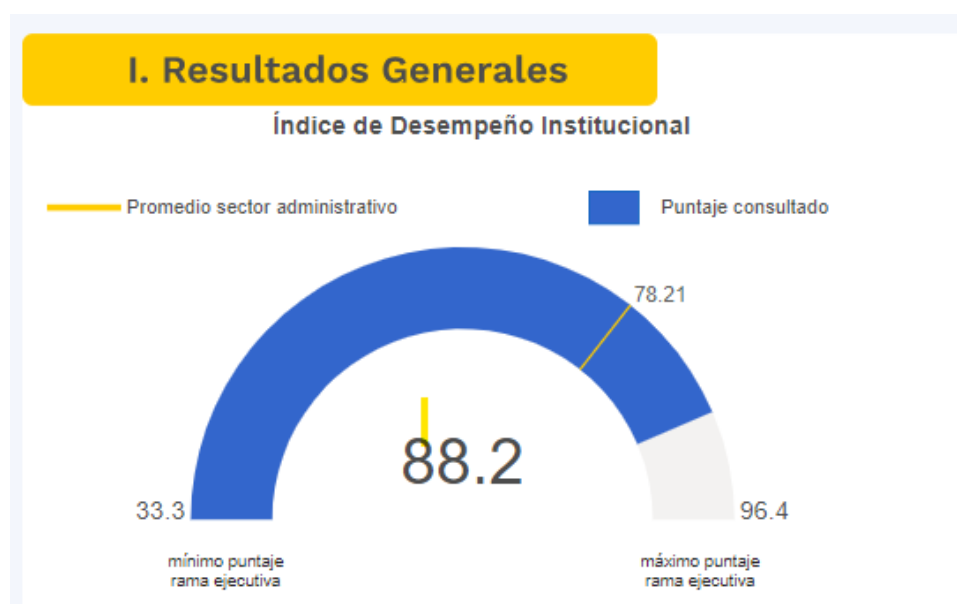 I. Resultados Generales
Índice de Desempeño Institucional
Promedio sector administrativo
Puntaje consultado
78.21
88.2
33.3
96.4
mínimo puntaje
rama ejecutiva
máximo puntaje
rama ejecutiva